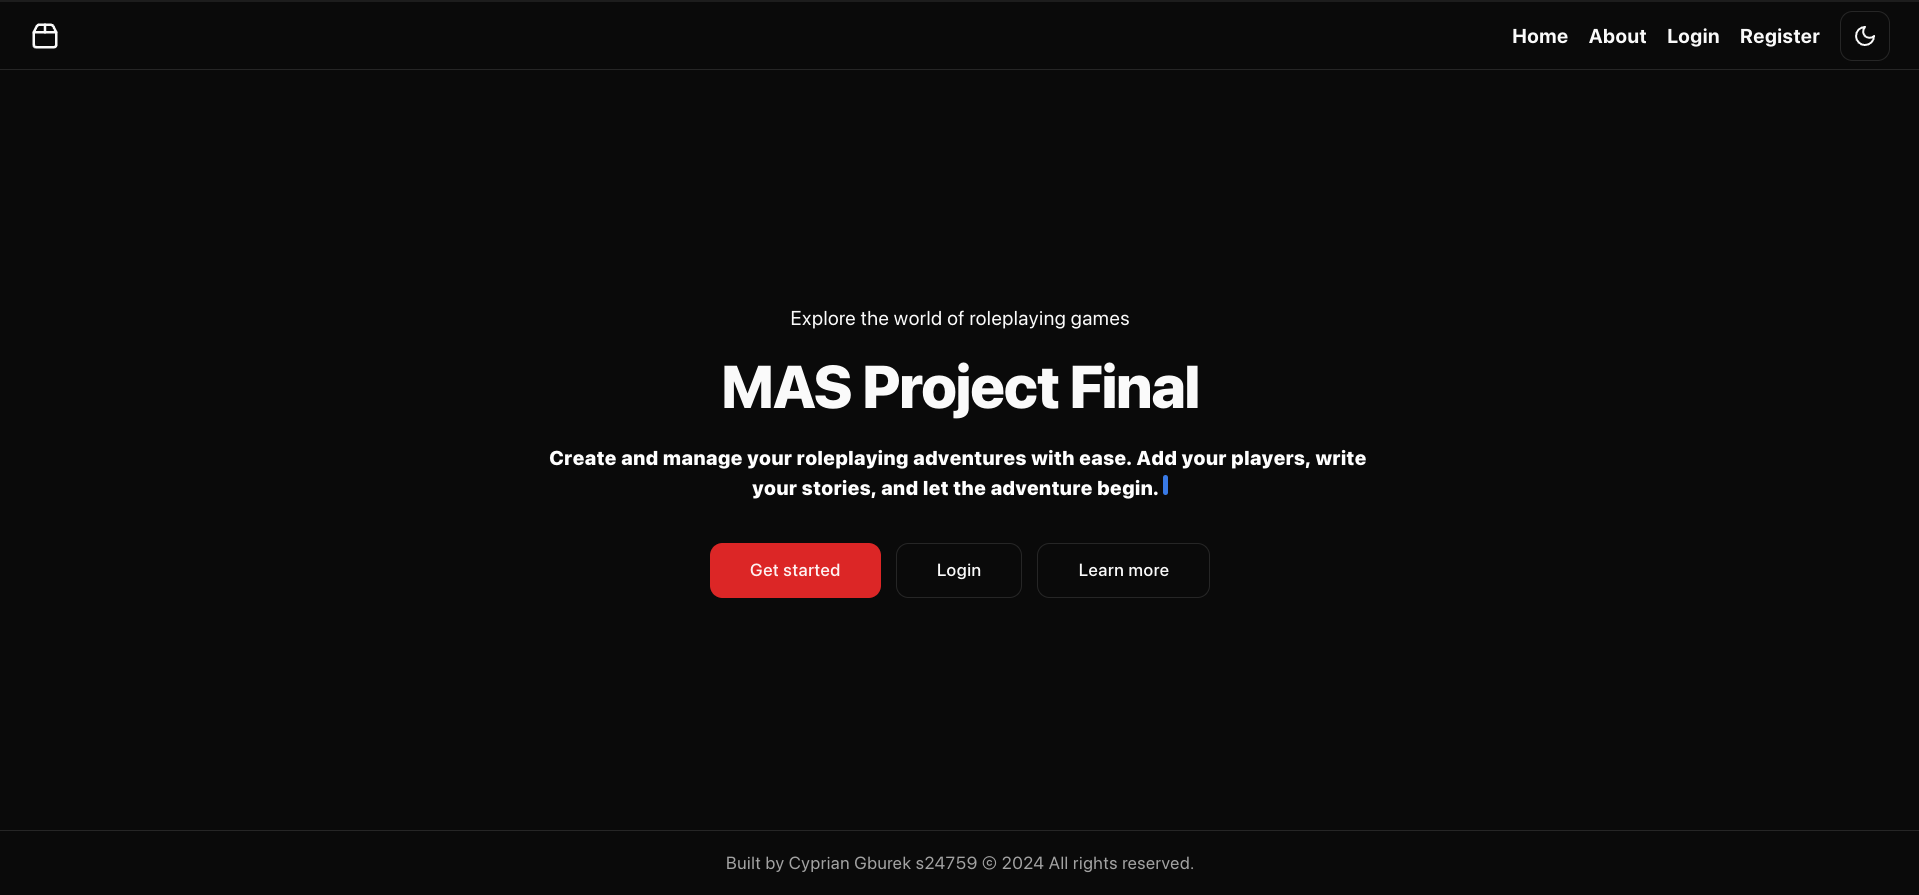 Home About Login Register
Explore the world of roleplaying games
MAS Project Final
Create and manage your roleplaying adventures with ease. Add your players, write
your stories, and let the adventure begin.
Get started Login Learn more
Built by Cyprian Gburek s24759 © 2024 All rights reserved.